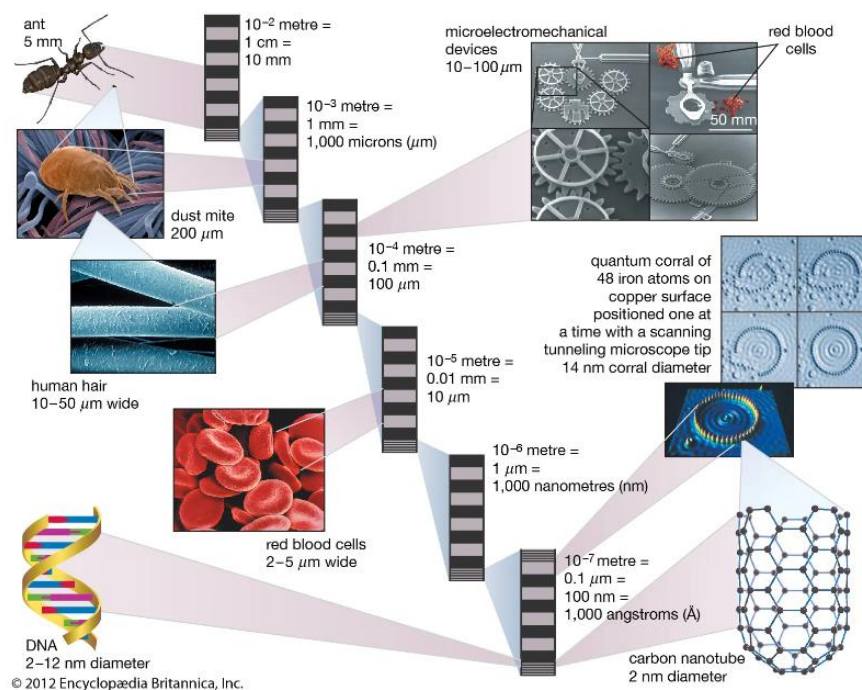 ant
5 mm
10–2 metre =
1 cm =
10 mm
microelectromechanical
devices
10–100 μm
red blood
cells
50 mm
10–3 metre =
1 mm =
1,000 microns (μm)
dust mite
200 μm
10–4 metre =
0.1 mm =
100 μm
quantum corral of
48 iron atoms on
copper surface
positioned one at
a time with a scanning
tunneling microscope tip
14 nm corral diameter
human hair
10–50 μm wide
10–5 metre =
0.01 mm =
10 μm
red blood cells
2–5 μm wide
10–6 metre =
1 μm =
1,000 nanometres (nm)
10–7 metre =
0.1 μm =
100 nm =
1,000 angstroms (Å)
DNA
2–12 nm diameter
carbon nanotube
2 nm diameter
© 2012 Encyclopædia Britannica, Inc.